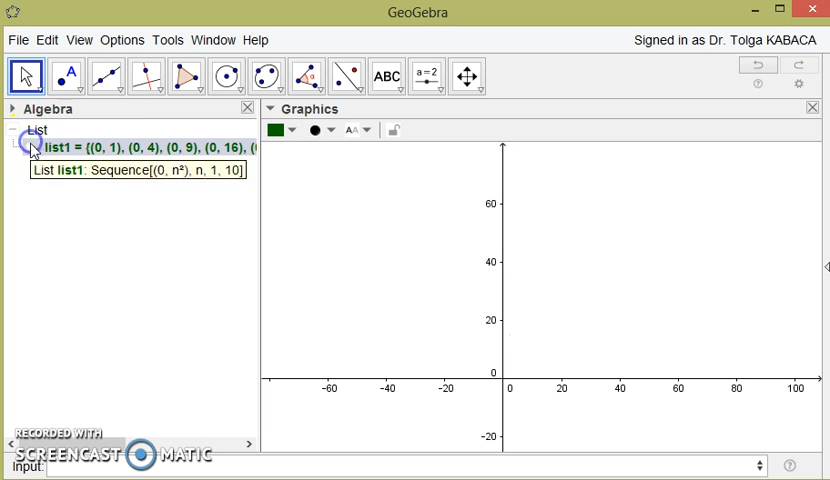 GeoGebra
File Edit View Options Tools Window Help
Signed in as Dr. Tolga KABACA
ABC
a = 2
Algebra
Graphics
List
list1 = {(0, 1), (0, 4), (0, 9), (0, 16), (
List list1: Sequence[(0, n²), n, 1, 10]
AA
60
40
20
0
-60 -40 -20 0 20 40 60 80 100
-20
RECORDED WITH
SCREENCAST MATIC
Input: